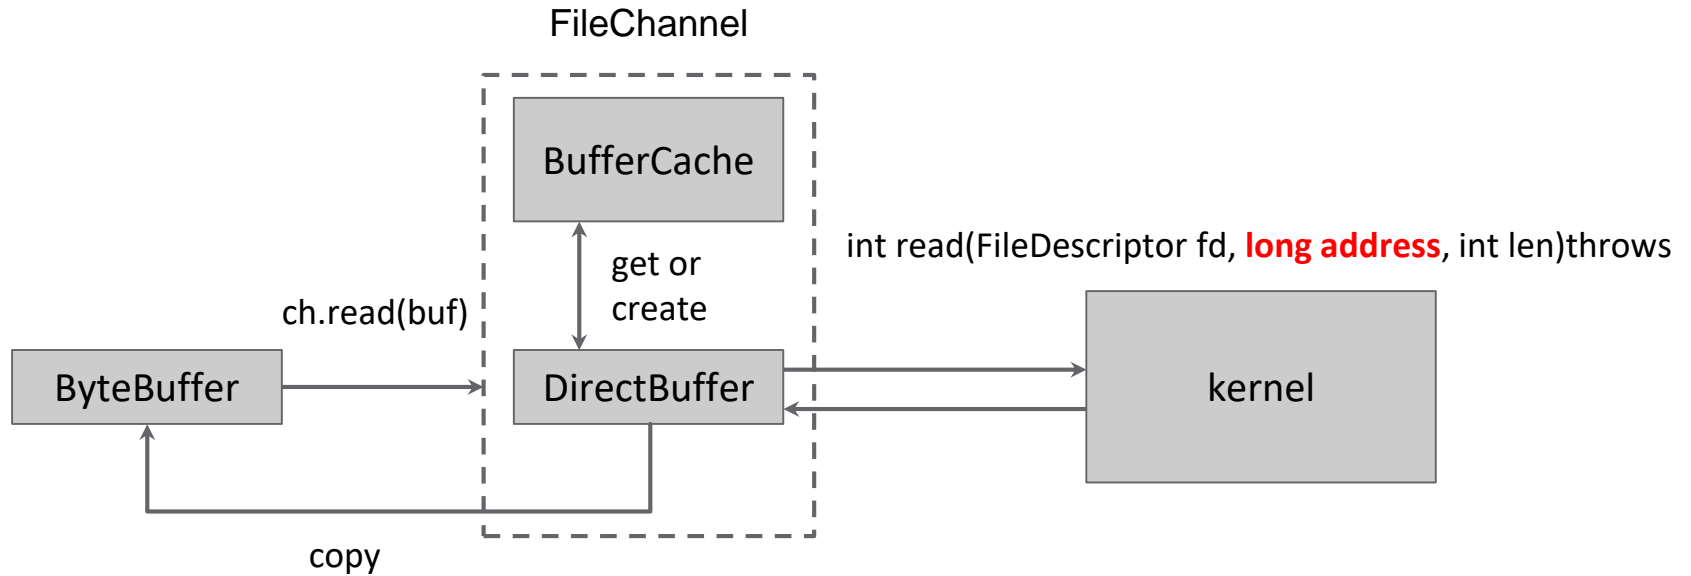 FileChannel
BufferCache
int read(FileDescriptor fd, long address, int len)throws
get or
create
ch.read(buf)
ByteBuffer
DirectBuffer
kernel
copy